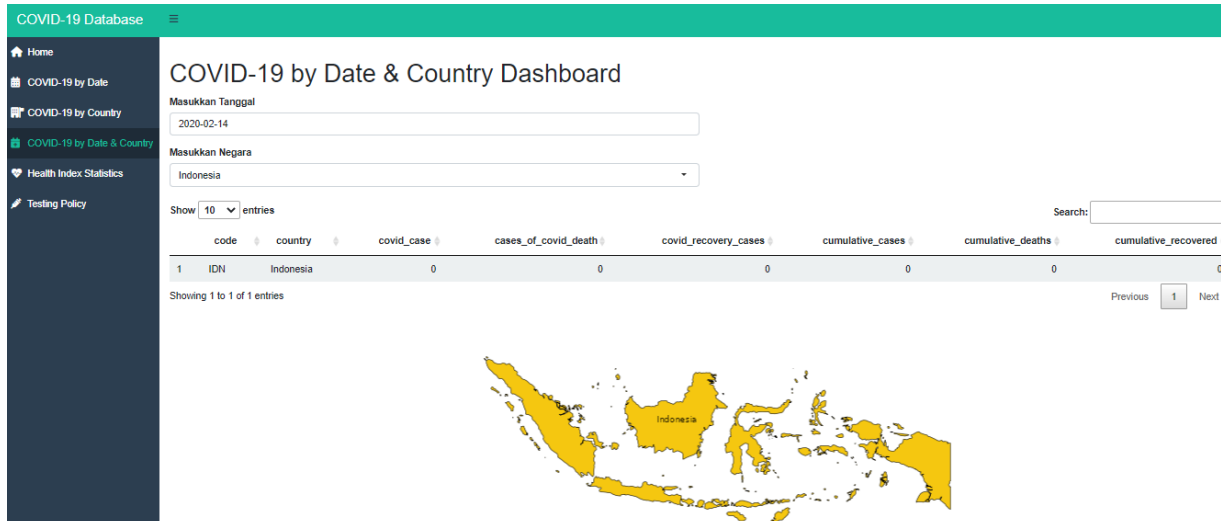 COVID-19 Database
Home
COVID-19 by Date
COVID-19 by Country
COVID-19 by Date & Country
Health Index Statistics
Testing Policy
COVID-19 by Date & Country Dashboard
Masukkan Tanggal
2020-02-14
Masukkan Negara
Indonesia
Show 10 entries
Search:
code country covid_case cases_of_covid_death covid_recovery_cases cumulative_cases cumulative_deaths cumulative_recovered
1 IDN Indonesia 0 0 0 0 0 0
Showing 1 to 1 of 1 entries
Previous 1 Next
Indonesia